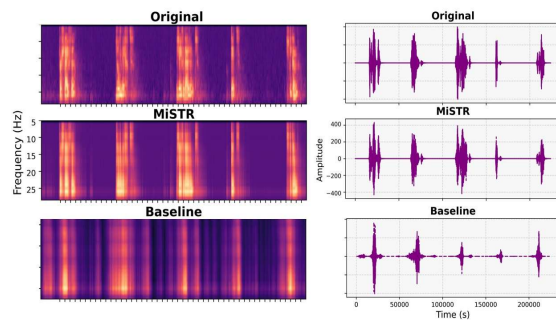 Original
Original
MiSTR
MiSTR
Frequency (Hz)
5
10
15
20
25
Amplitude
400
200
0
−200
−400
Baseline
Baseline
0
50000
100000
150000
200000
Time (s)